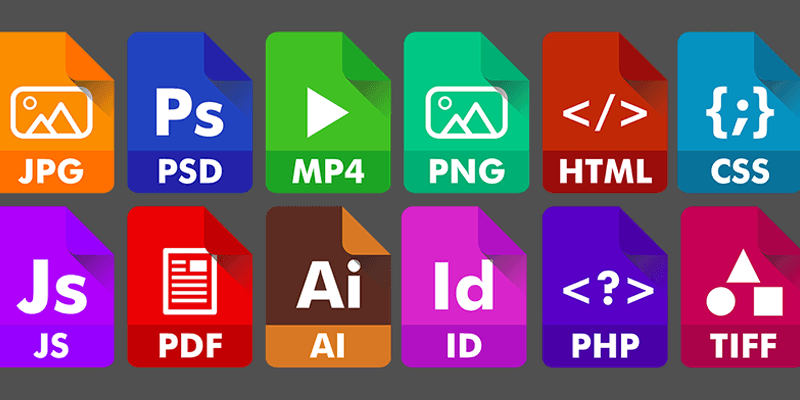 JPG
Ps
PSD
MP4
PNG
</>
HTML
{;}
CSS
Js
JS
PDF
Ai
AI
Id
ID
<?>
PHP
TIFF